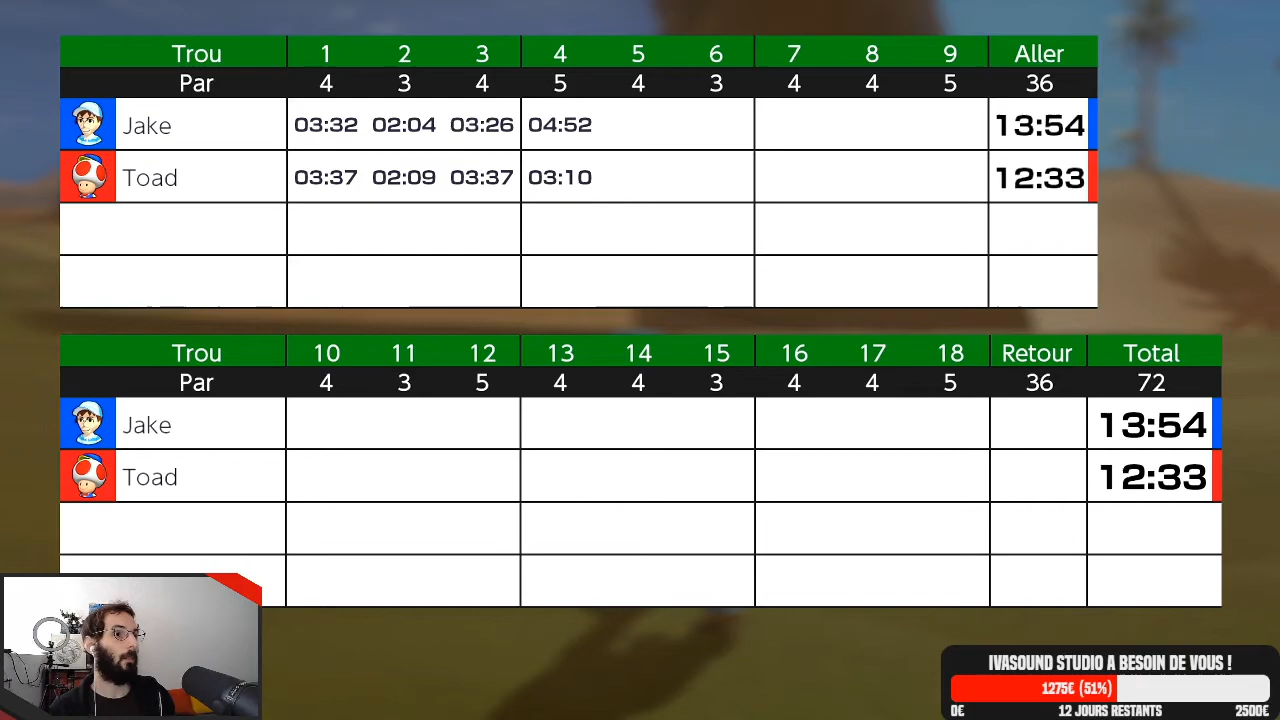 Trou 1 2 3 4 5 6 7 8 9 Aller
Par 4 3 4 5 4 3 4 4 5 36
Jake 03:32 02:04 03:26 04:52 13:54
Toad 03:37 02:09 03:37 03:10 12:33
Trou 10 11 12 13 14 15 16 17 18 Retour Total
Par 4 3 5 4 4 3 4 4 5 36 72
Jake 13:54
Toad 12:33
IVASOUND STUDIO A BESOIN DE VOUS !
1275€ (51%)
0€ 12 JOURS RESTANTS 2500€